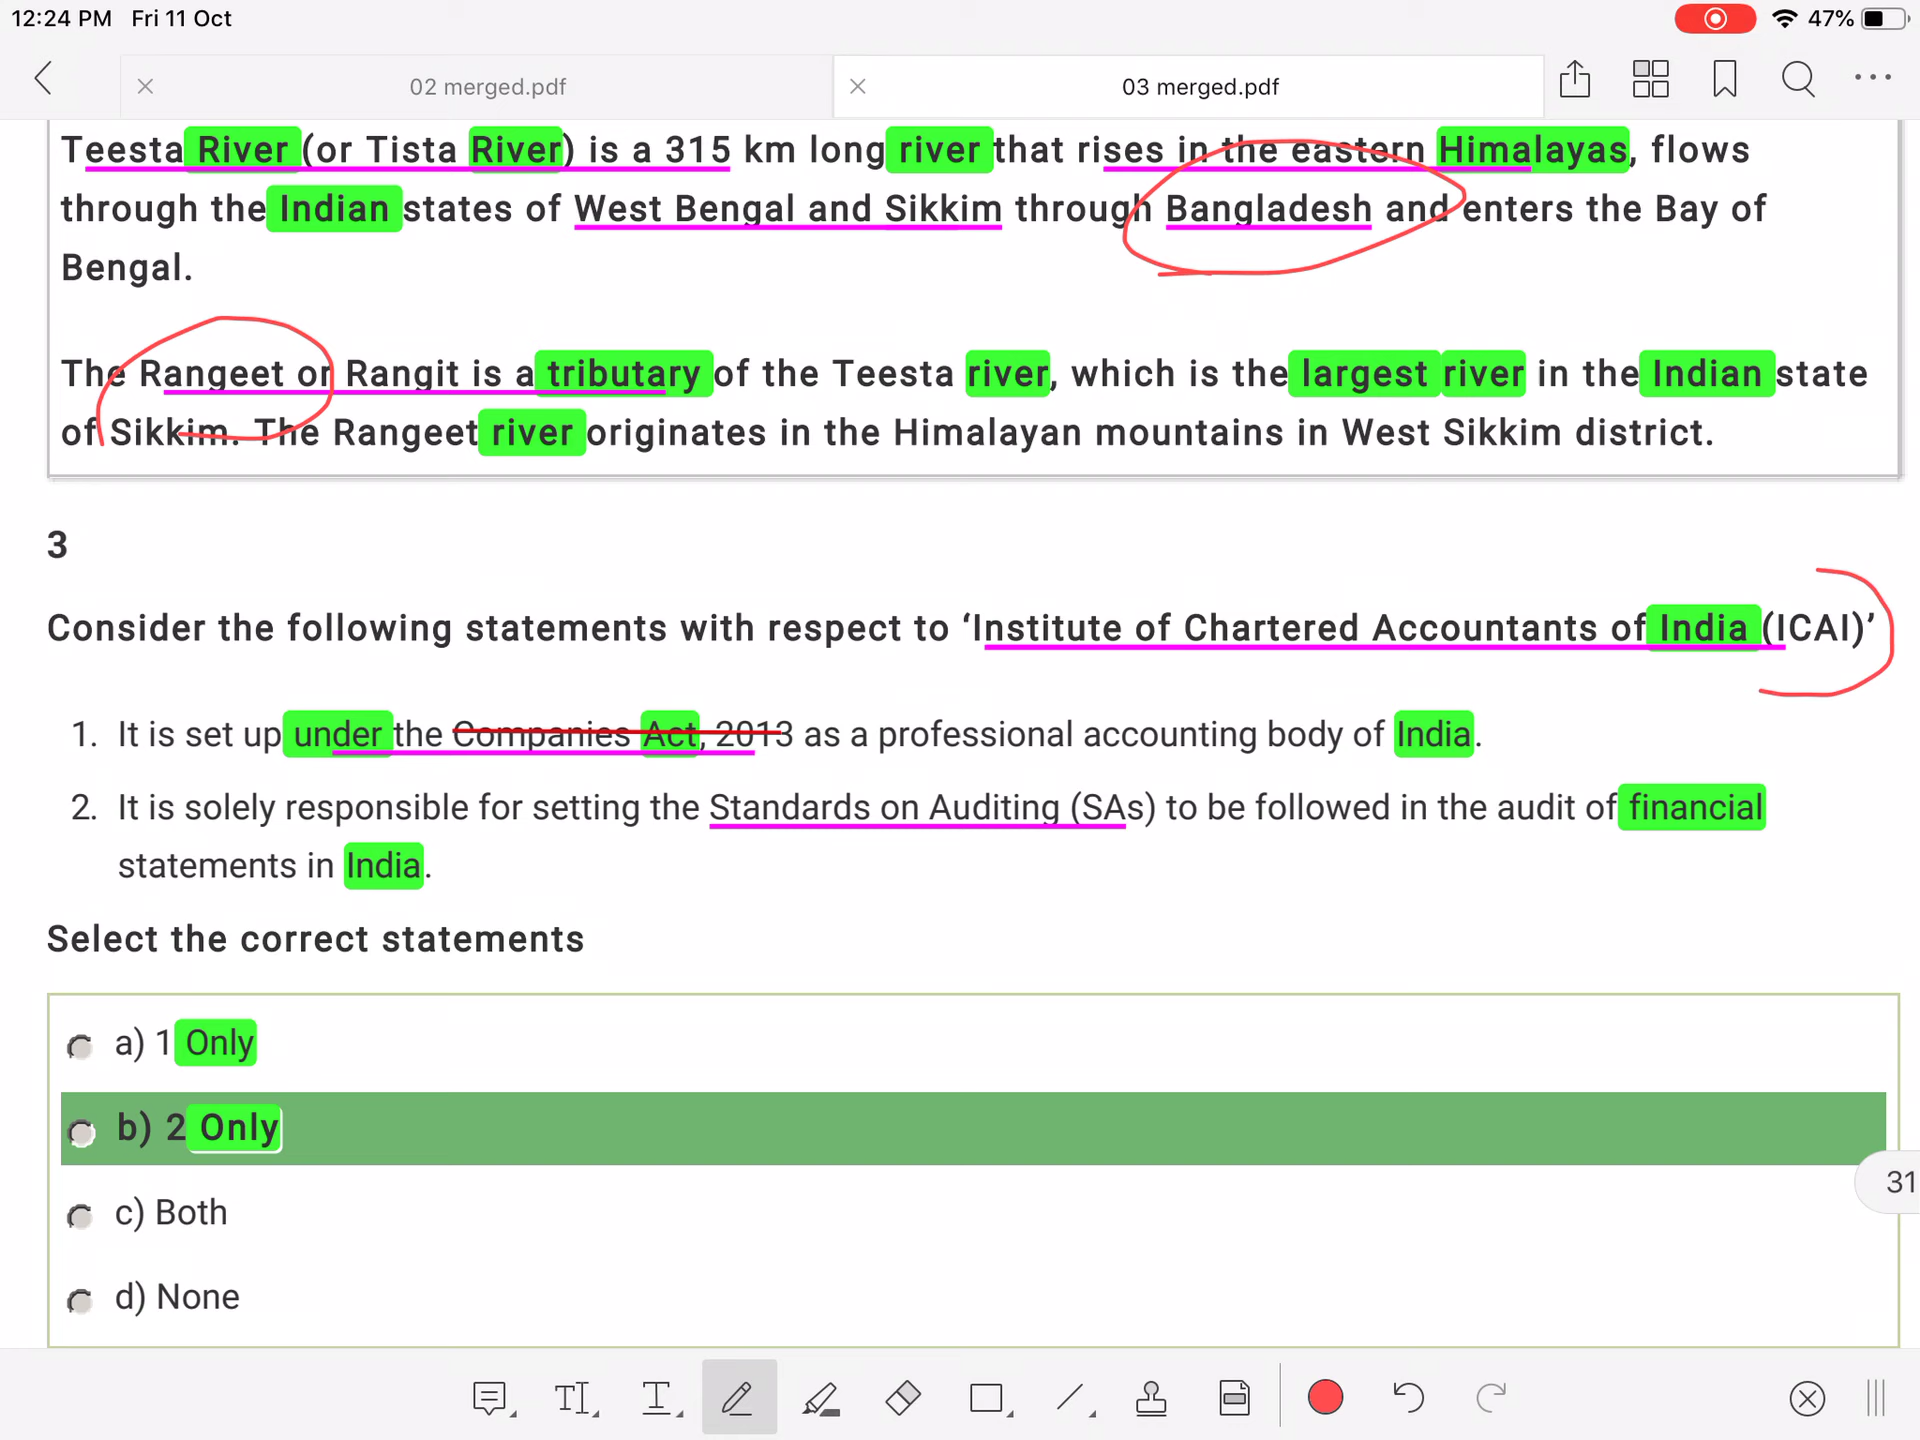 12:24 PM Fri 11 Oct 47%
02 merged.pdf 03 merged.pdf
Teesta River (or Tista River) is a 315 km long river that rises in the eastern Himalayas, flows
through the Indian states of West Bengal and Sikkim through Bangladesh and enters the Bay of
Bengal.
The Rangeet or Rangit is a tributary of the Teesta river, which is the largest river in the Indian state
of Sikkim. The Rangeet river originates in the Himalayan mountains in West Sikkim district.
3
Consider the following statements with respect to ‘Institute of Chartered Accountants of India (ICAI)’
1. It is set up under the Companies Act, 2013 as a professional accounting body of India.
2. It is solely responsible for setting the Standards on Auditing (SAs) to be followed in the audit of financial
statements in India.
Select the correct statements
a) 1 Only
b) 2 Only
31
c) Both
d) None